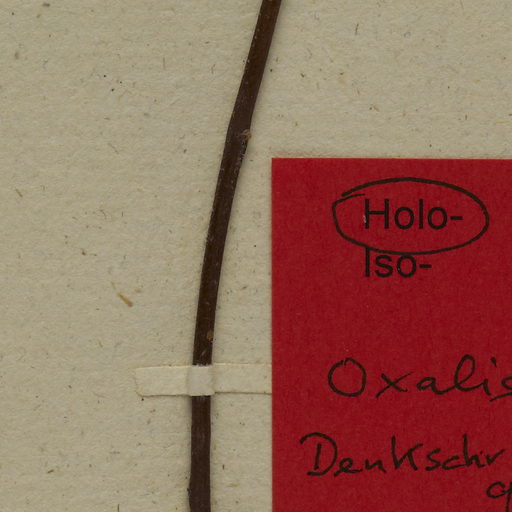 Holo-
Iso-
Oxalis
Denkschr